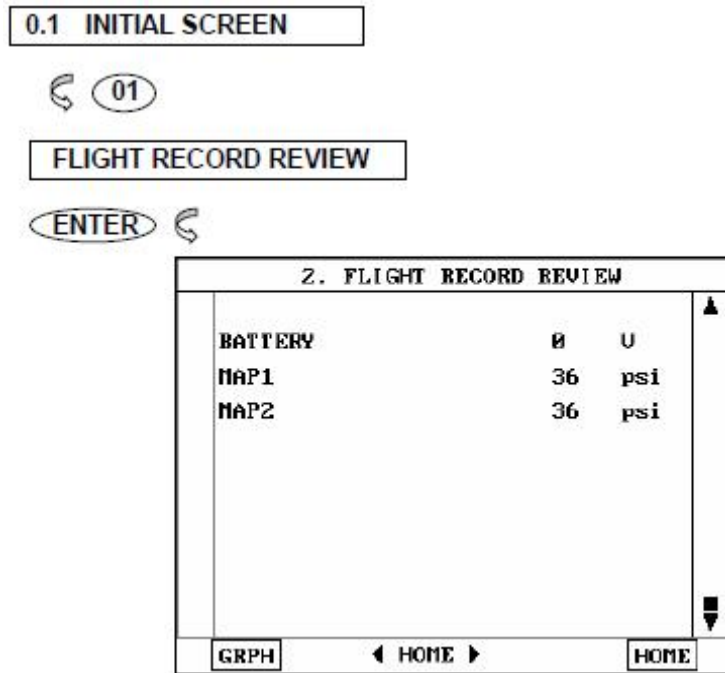 0.1 INITIAL SCREEN
01
FLIGHT RECORD REVIEW
ENTER
2. FLIGHT RECORD REVIEW
BATTERY 0 V
MAP1 36 psi
MAP2 36 psi
GRPH ◀ HOME ▶ HOME